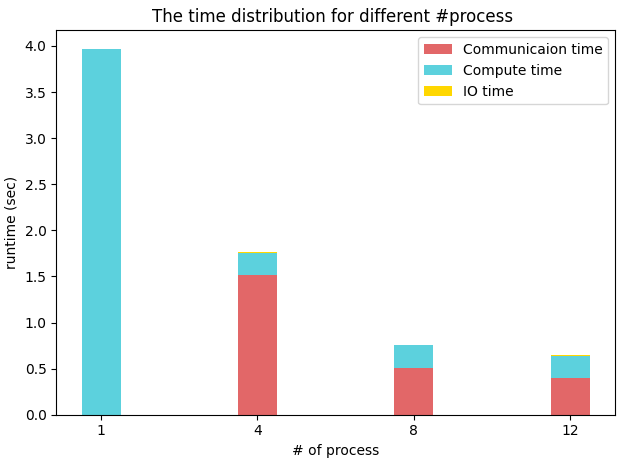 The time distribution for different #process
Communicaion time
Compute time
IO time
runtime (sec)
4.0
3.5
3.0
2.5
2.0
1.5
1.0
0.5
0.0
1 4 8 12
# of process